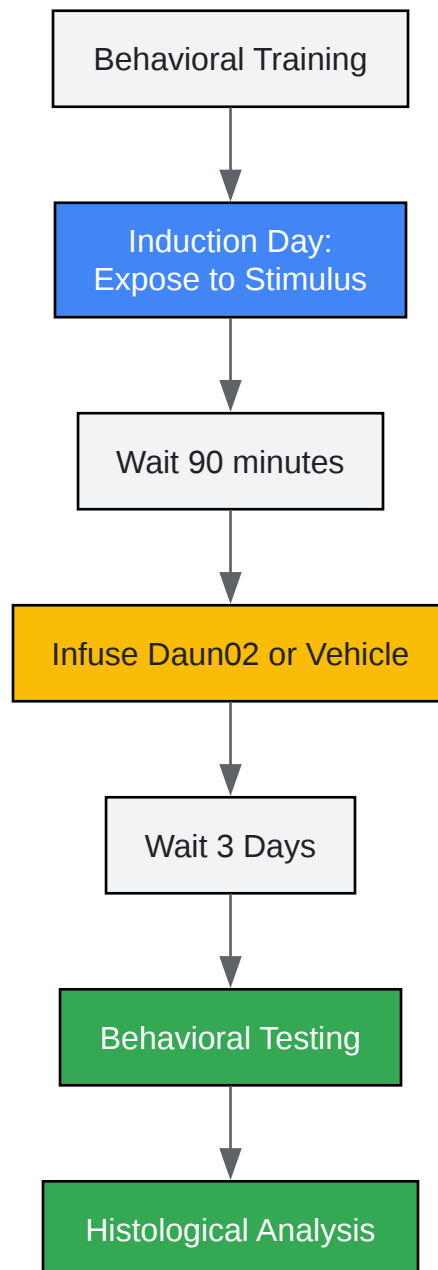 Behavioral Training
Induction Day:
Expose to Stimulus
Wait 90 minutes
Infuse Daun02 or Vehicle
Wait 3 Days
Behavioral Testing
Histological Analysis